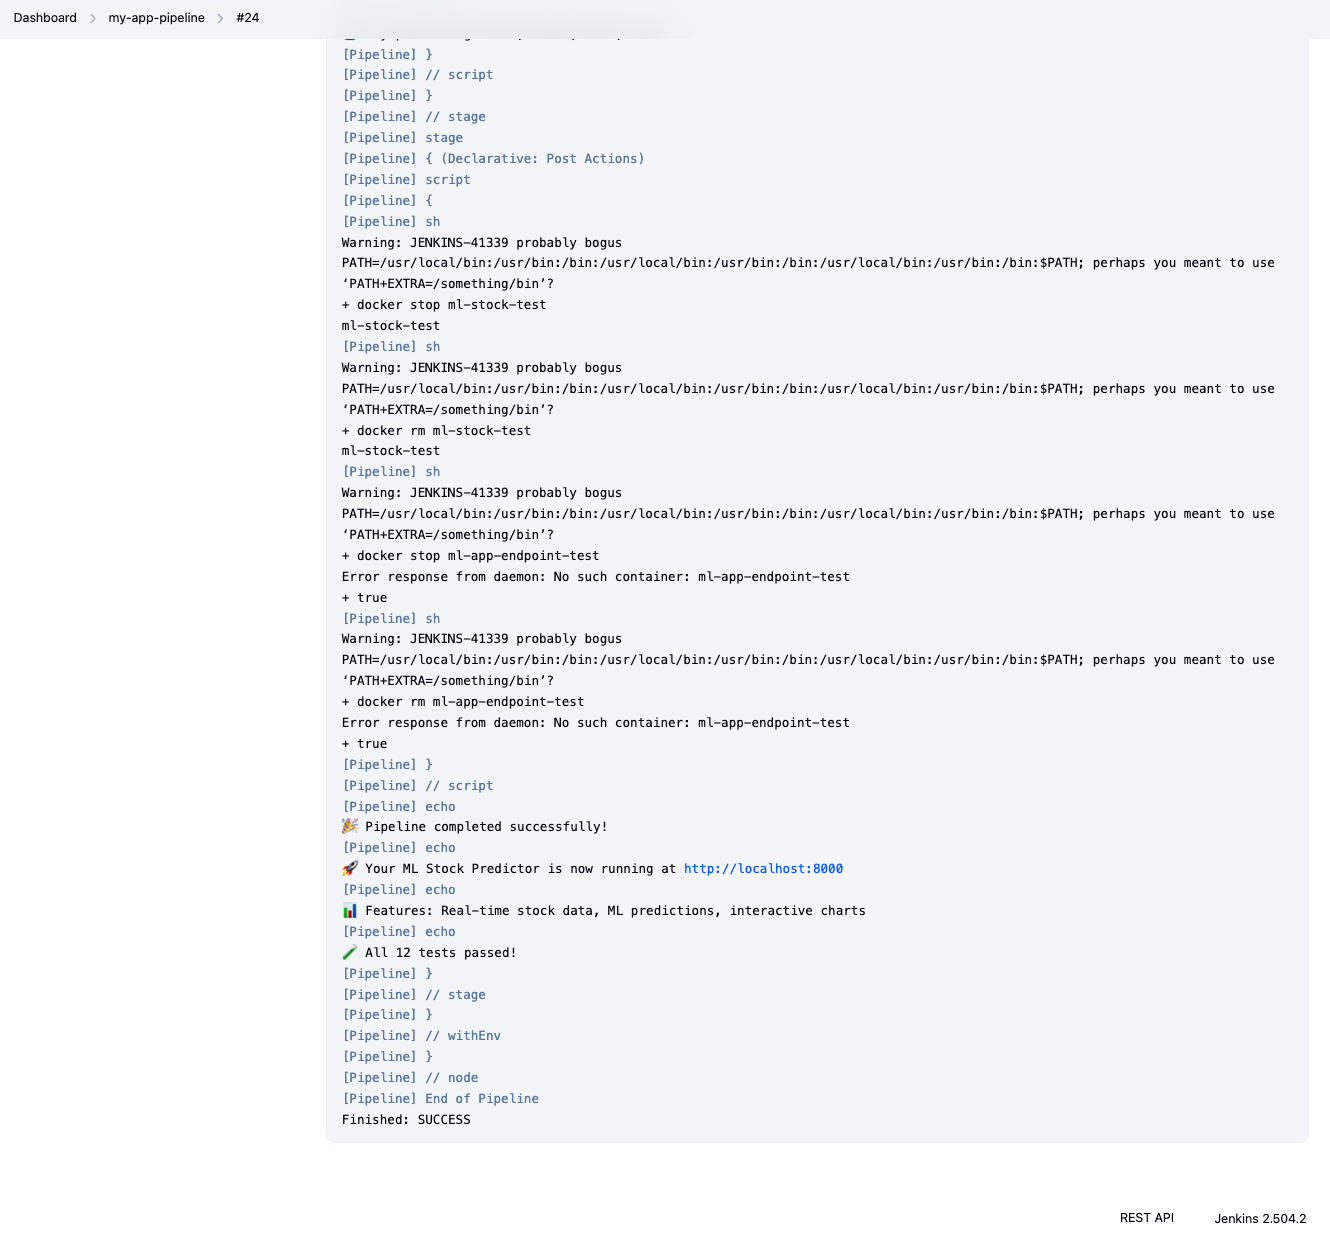 Dashboard > my-app-pipeline > #24
[Pipeline] }
[Pipeline] // script
[Pipeline] }
[Pipeline] // stage
[Pipeline] stage
[Pipeline] { (Declarative: Post Actions)
[Pipeline] script
[Pipeline] {
[Pipeline] sh
Warning: JENKINS-41339 probably bogus
PATH=/usr/local/bin:/usr/bin:/bin:/usr/local/bin:/usr/bin:/bin:/usr/local/bin:/usr/bin:/bin:$PATH; perhaps you meant to use
‘PATH+EXTRA=/something/bin’?
+ docker stop ml-stock-test
ml-stock-test
[Pipeline] sh
Warning: JENKINS-41339 probably bogus
PATH=/usr/local/bin:/usr/bin:/bin:/usr/local/bin:/usr/bin:/bin:/usr/local/bin:/usr/bin:/bin:$PATH; perhaps you meant to use
‘PATH+EXTRA=/something/bin’?
+ docker rm ml-stock-test
ml-stock-test
[Pipeline] sh
Warning: JENKINS-41339 probably bogus
PATH=/usr/local/bin:/usr/bin:/bin:/usr/local/bin:/usr/bin:/bin:/usr/local/bin:/usr/bin:/bin:$PATH; perhaps you meant to use
‘PATH+EXTRA=/something/bin’?
+ docker stop ml-app-endpoint-test
Error response from daemon: No such container: ml-app-endpoint-test
+ true
[Pipeline] sh
Warning: JENKINS-41339 probably bogus
PATH=/usr/local/bin:/usr/bin:/bin:/usr/local/bin:/usr/bin:/bin:/usr/local/bin:/usr/bin:/bin:$PATH; perhaps you meant to use
‘PATH+EXTRA=/something/bin’?
+ docker rm ml-app-endpoint-test
Error response from daemon: No such container: ml-app-endpoint-test
+ true
[Pipeline] }
[Pipeline] // script
[Pipeline] echo
🎉 Pipeline completed successfully!
[Pipeline] echo
🚀 Your ML Stock Predictor is now running at http://localhost:8000
[Pipeline] echo
📊 Features: Real-time stock data, ML predictions, interactive charts
[Pipeline] echo
🧪 All 12 tests passed!
[Pipeline] }
[Pipeline] // stage
[Pipeline] }
[Pipeline] // withEnv
[Pipeline] }
[Pipeline] // node
[Pipeline] End of Pipeline
Finished: SUCCESS
REST API
Jenkins 2.504.2